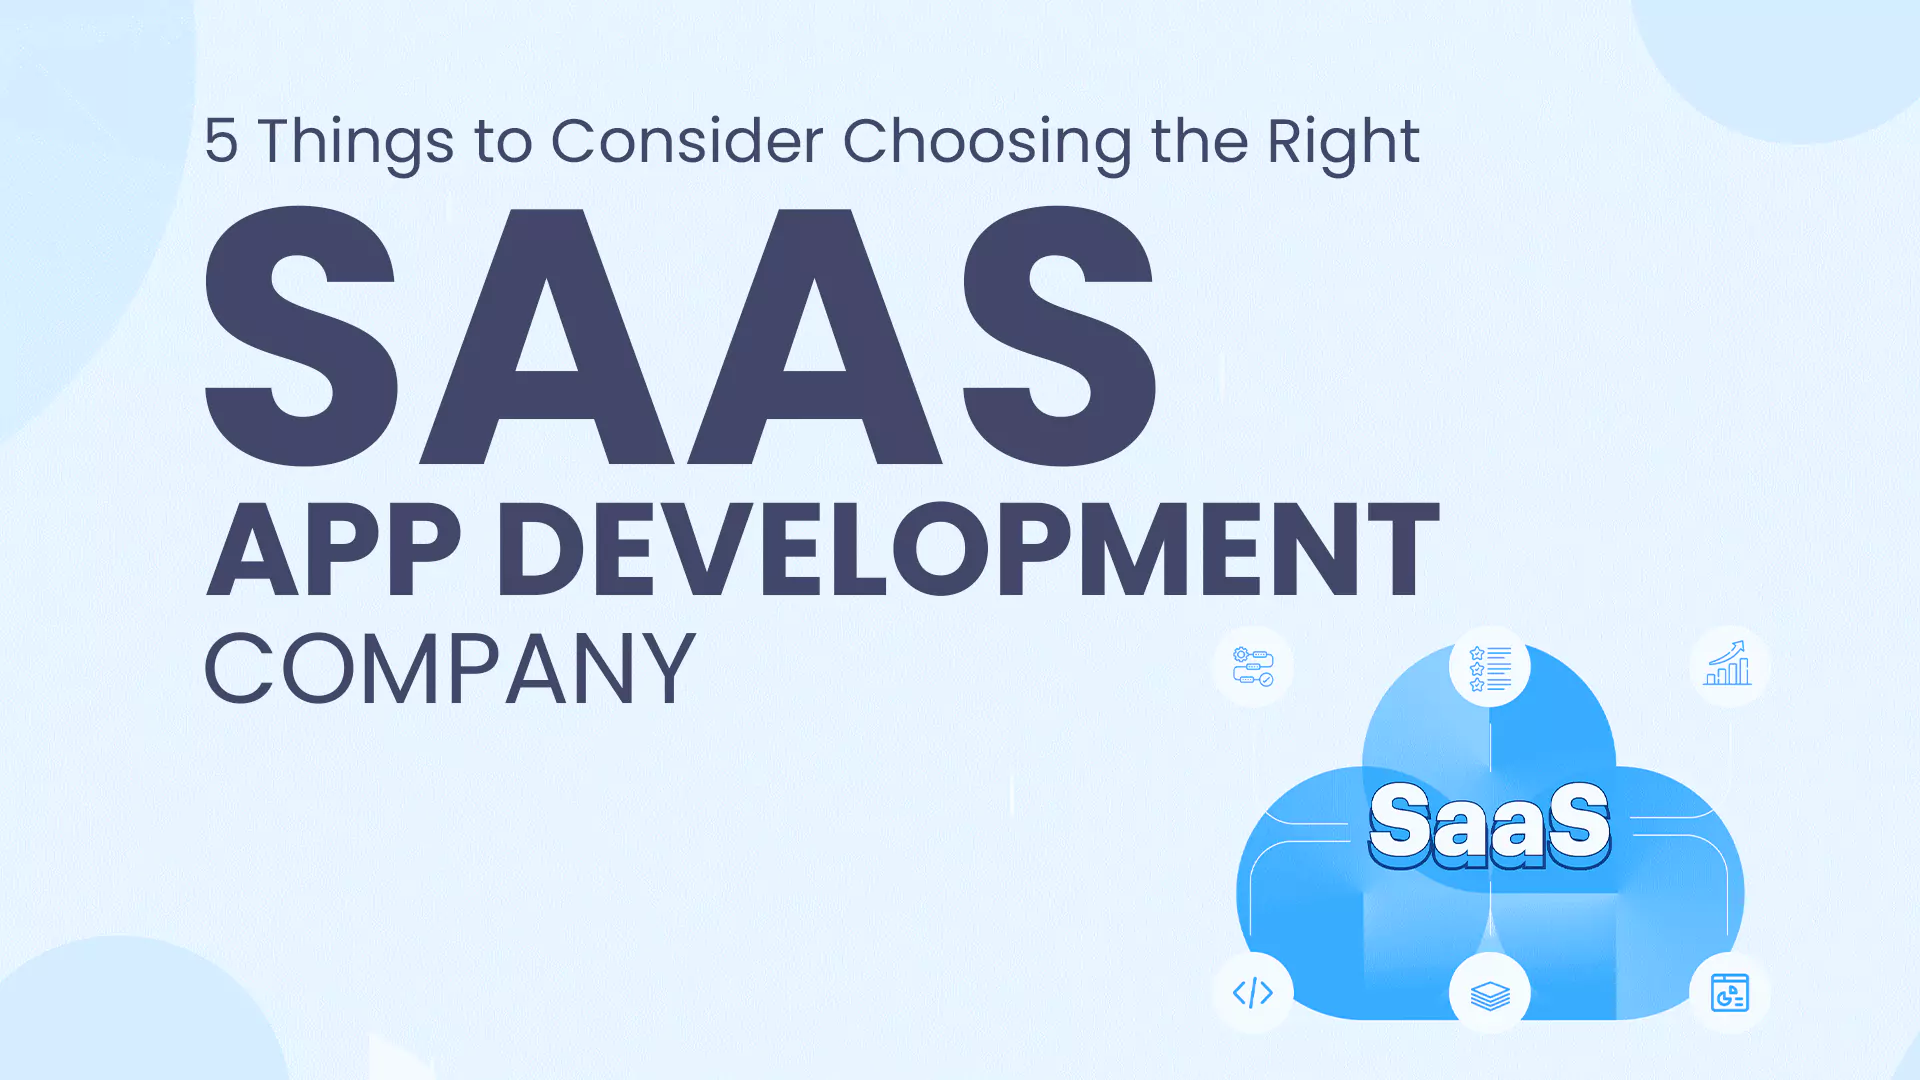 5 Things to Consider Choosing the Right
SAAS
APP DEVELOPMENT
COMPANY
SaaS